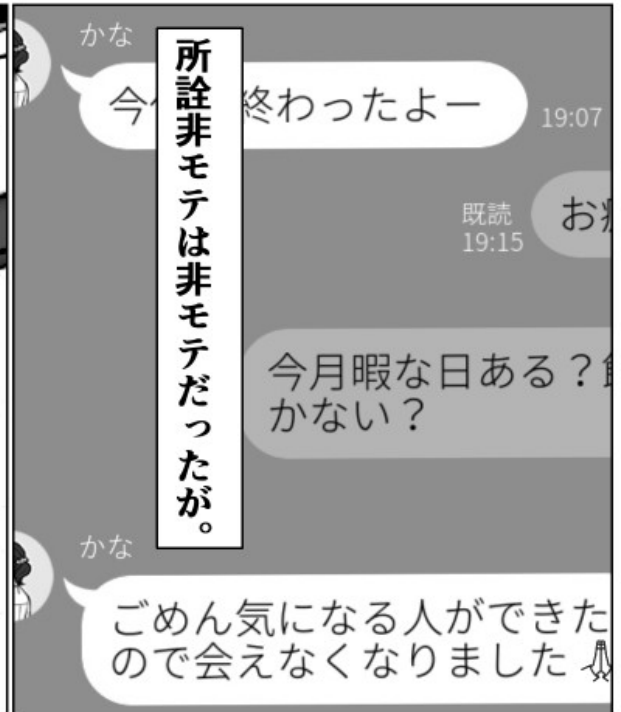 かな
今 終わったよー
19:07
所詮非モテは非モテだったが。
既読
19:15
お
今月暇な日ある？
かない？
かな
ごめん気になる人ができた
ので会えなくなりました🙏